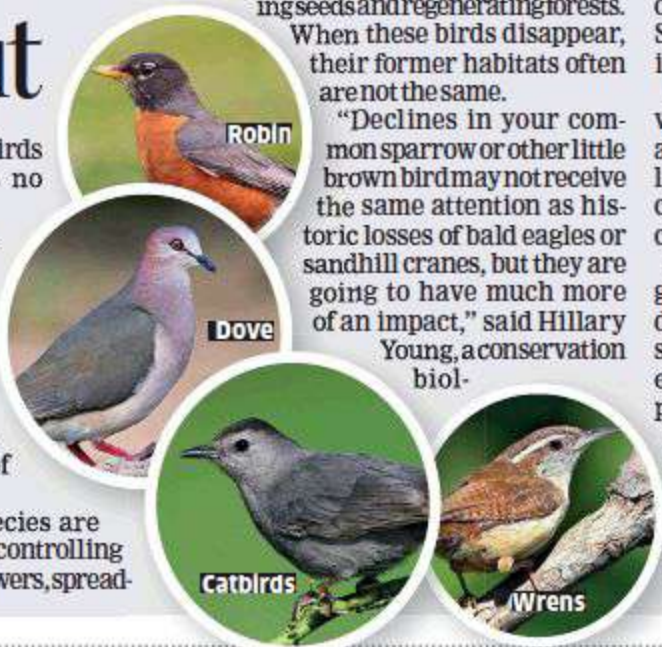 irds
no
ecies are
controlling
vers, spread-
ing seeds and regenerating forests.
When these birds disappear,
their former habitats often
are not the same.
“Declines in your com-
mon sparrow or other little
brown bird may not receive
the same attention as his-
toric losses of bald eagles or
sandhill cranes, but they are
going to have much more
of an impact,” said Hillary
Young, a conservation
biol-
Robin
Dove
Catbirds
Wrens